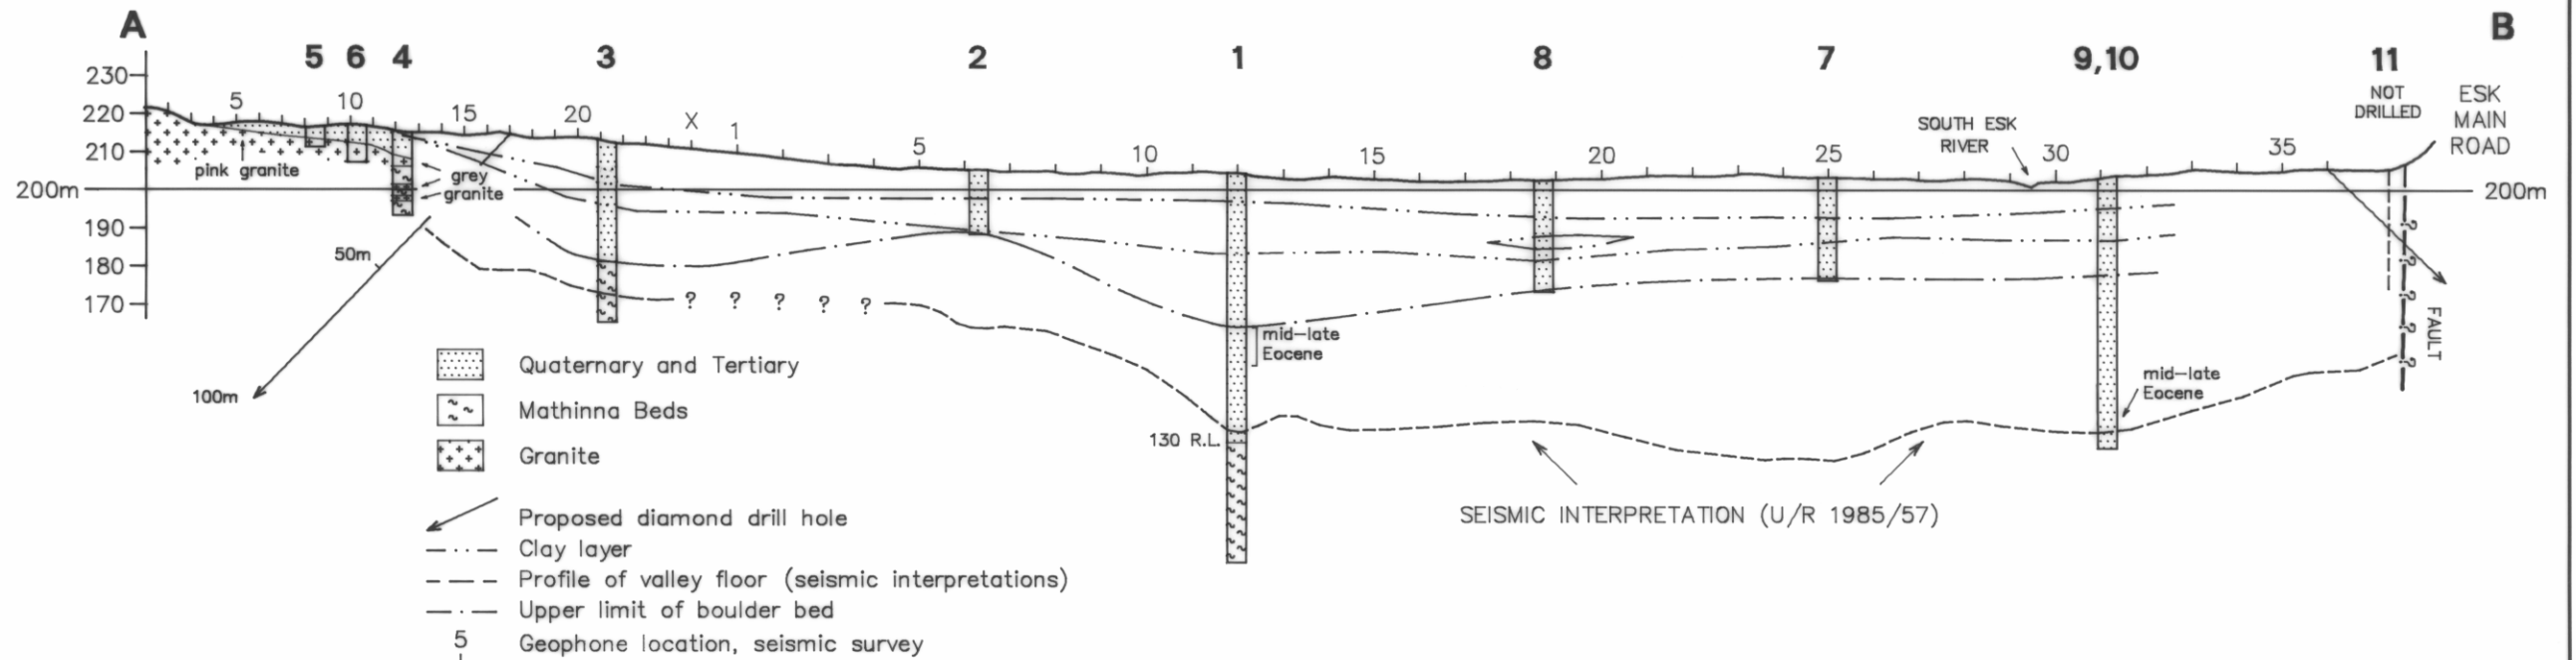 A
B
5 6 4 3 2 1 8 7 9,10 11
NOT
DRILLED
ESK
MAIN
ROAD
230
220
210
200m
190
180
170
5 10 15 20 X 1 5 10 15 20 25 30 35
SOUTH ESK
RIVER
pink granite
grey
granite
200m
50m
100m
? ? ? ? ?
mid-late
Eocene
130 R.L.
mid-late
Eocene
?
?
?
?
?
FAULT
SEISMIC INTERPRETATION (U/R 1985/57)
Quaternary and Tertiary
Mathinna Beds
Granite
Proposed diamond drill hole
Clay layer
Profile of valley floor (seismic interpretations)
Upper limit of boulder bed
5 Geophone location, seismic survey